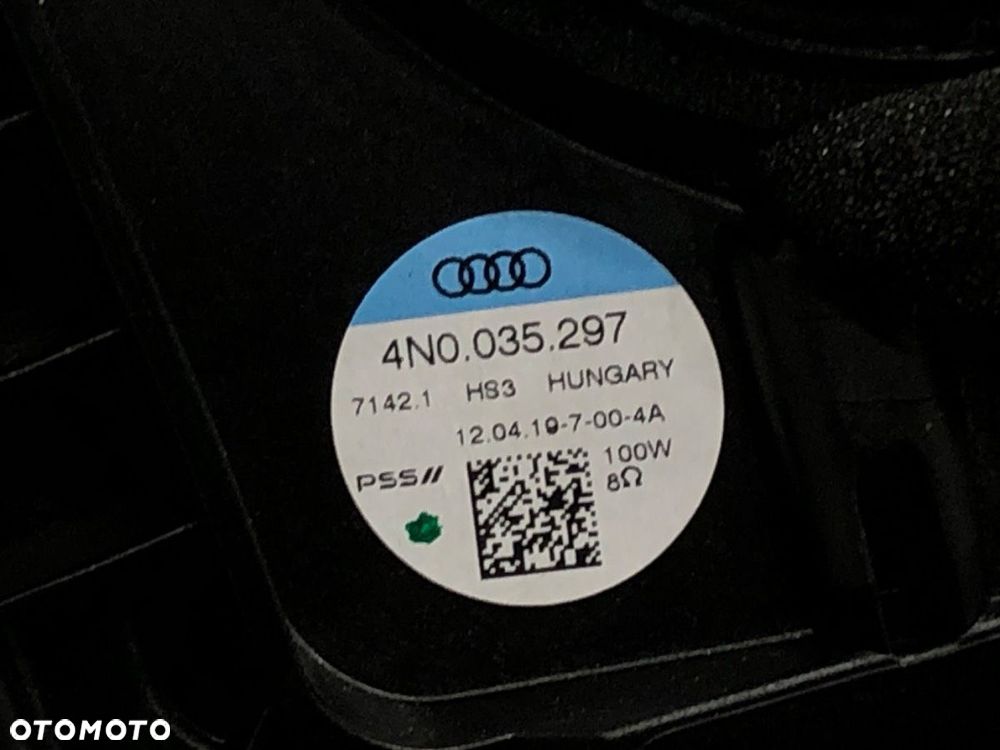 4N0.035.297
7142.1 HS3 HUNGARY
12.04.19-7-00-4A
PSS// 100W
8Ω
OTOMOTO